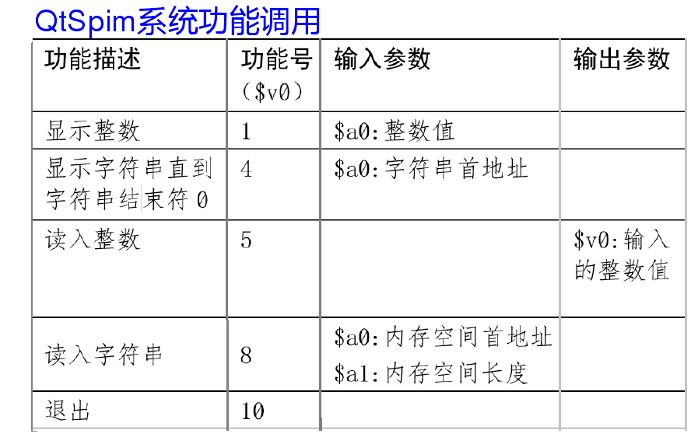 QtSpim系统功能调用
功能描述 功能号 输入参数 输出参数
（$v0）
显示整数 1 $a0:整数值
显示字符串直到 4 $a0:字符串首地址
字符串结束符 0
读入整数 5 $v0:输入
的整数值
$a0:内存空间首地址
读入字符串 8
$a1:内存空间长度
退出 10